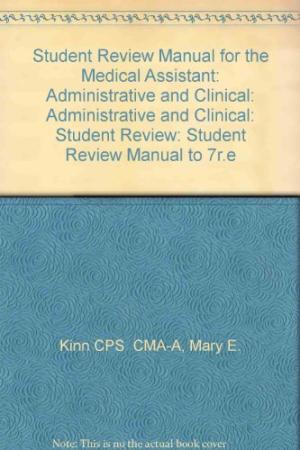 Student Review Manual for the
Medical Assistant:
Administrative and Clinical:
Administrative and Clinical:
Student Review: Student
Review Manual to 7r.e
Kinn CPS  CMA-A, Mary E.
Note: This is no the actual book cover